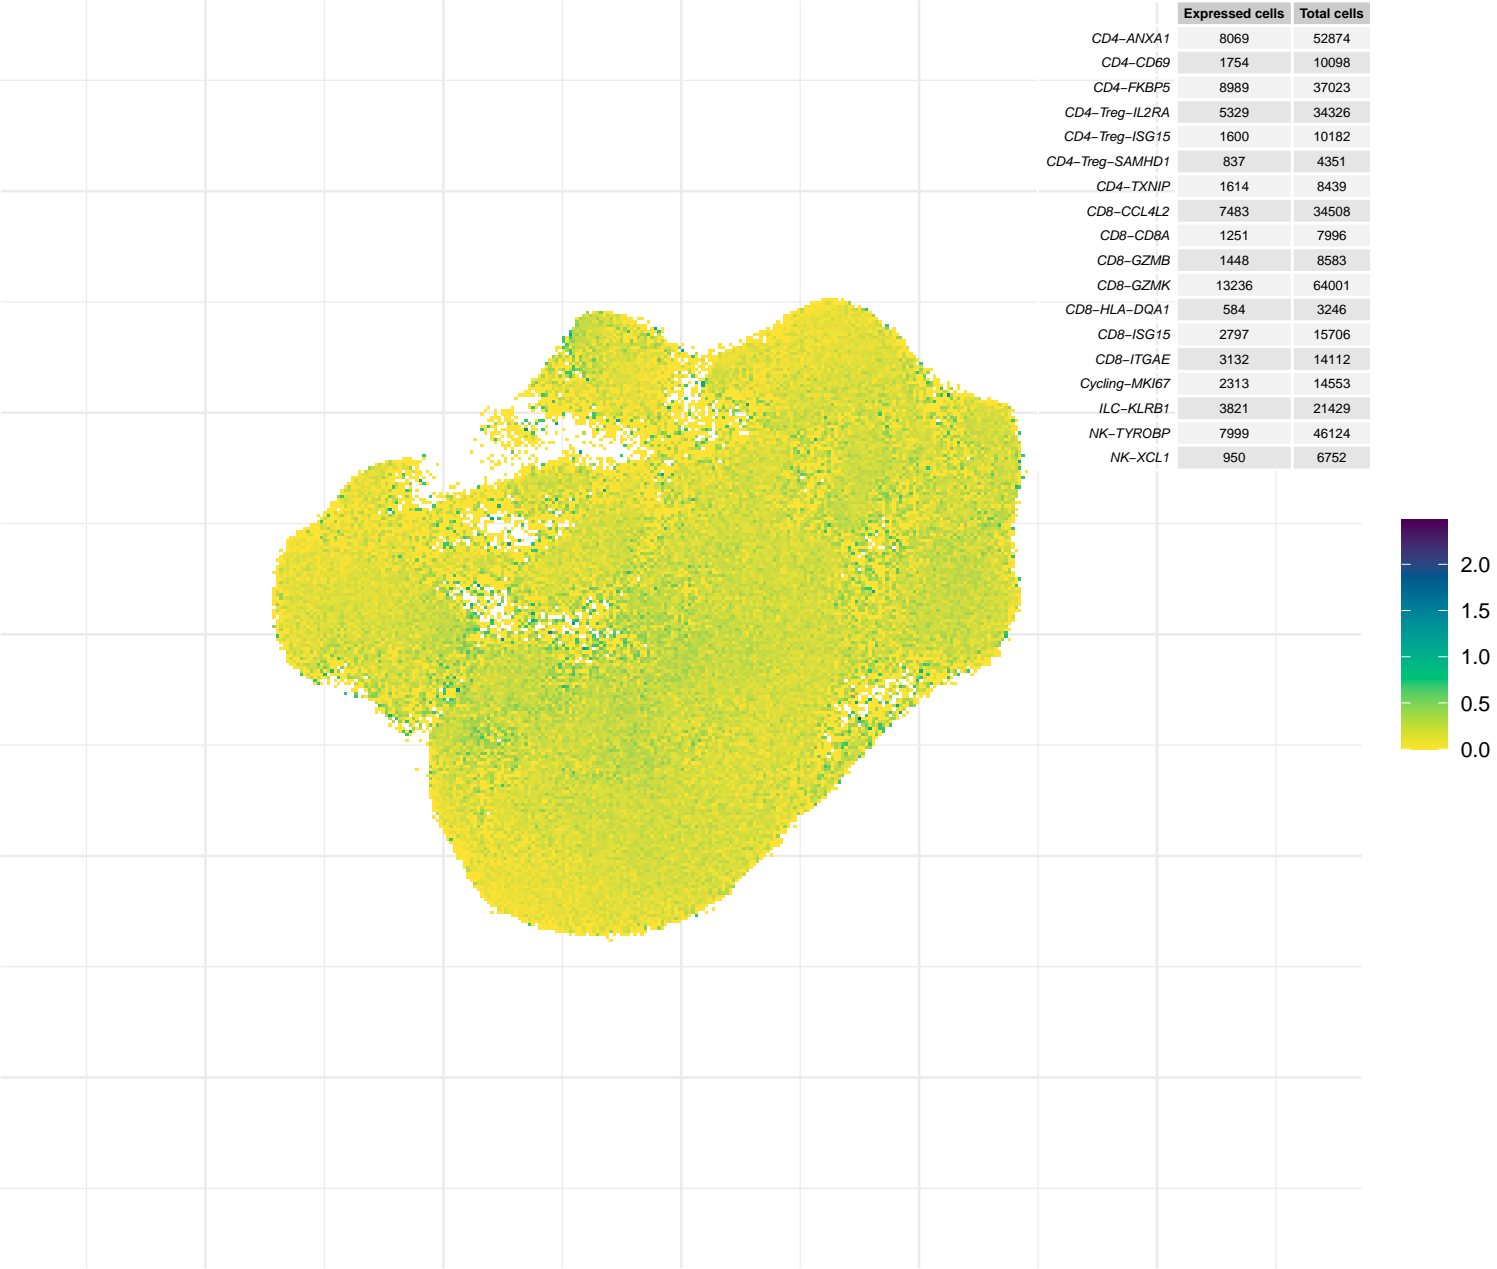 Expressed cells Total cells
CD4−ANXA1 8069 52874
CD4−CD69 1754 10098
CD4−FKBP5 8989 37023
CD4−Treg−IL2RA 5329 34326
CD4−Treg−ISG15 1600 10182
CD4−Treg−SAMHD1 837 4351
CD4−TXNIP 1614 8439
CD8−CCL4L2 7483 34508
CD8−CD8A 1251 7996
CD8−GZMB 1448 8583
CD8−GZMK 13236 64001
CD8−HLA−DQA1 584 3246
CD8−ISG15 2797 15706
CD8−ITGAE 3132 14112
Cycling−MKI67 2313 14553
ILC−KLRB1 3821 21429
NK−TYROBP 7999 46124
NK−XCL1 950 6752
2.0
1.5
1.0
0.5
0.0